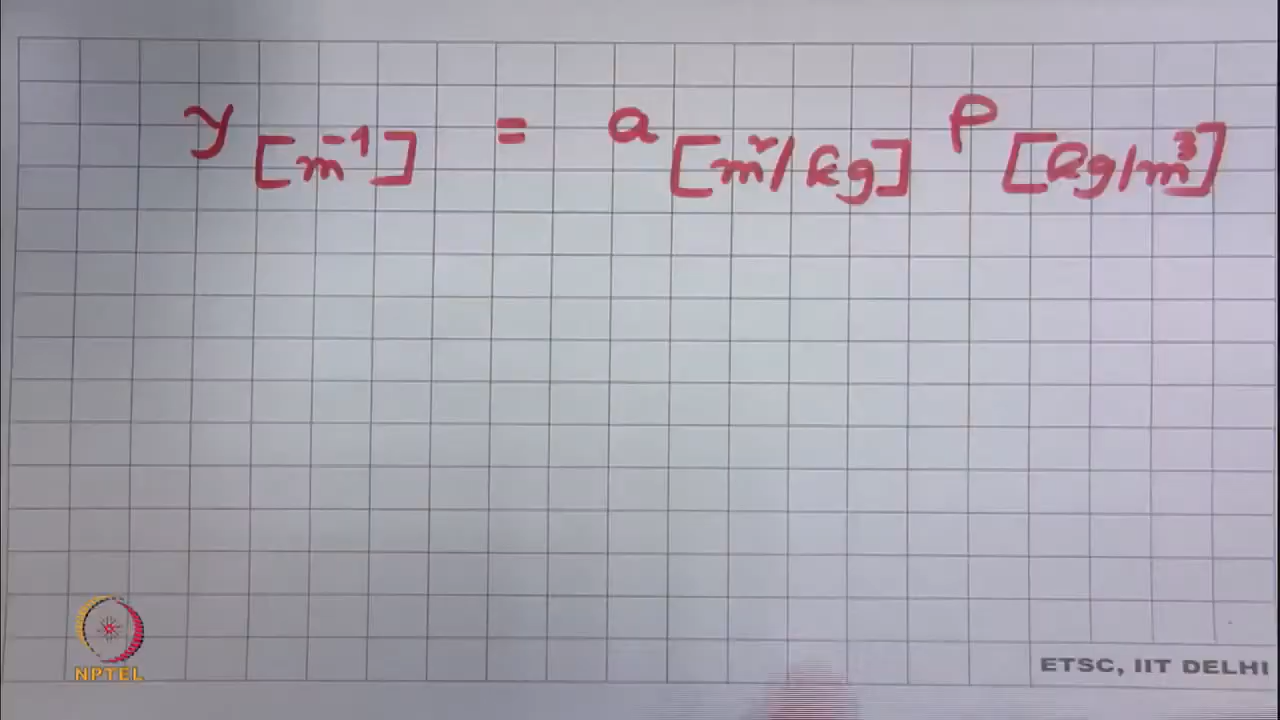 y [m⁻¹] = a [m²/kg] ρ [kg/m³]
NPTEL
ETSC, IIT DELHI